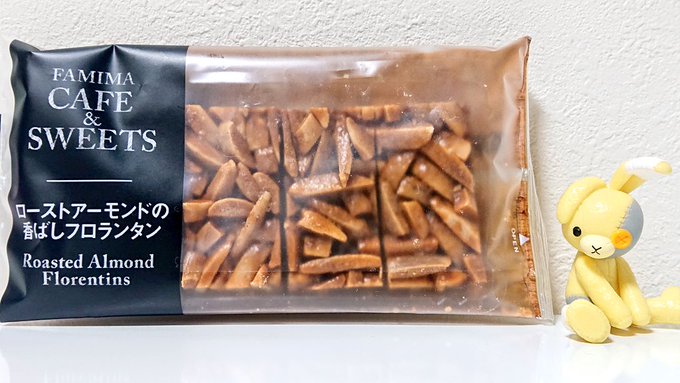 FAMIMA
CAFE
&
SWEETS
ローストアーモンドの
香ばしフロランタン
Roasted Almond
Florentins
OPEN